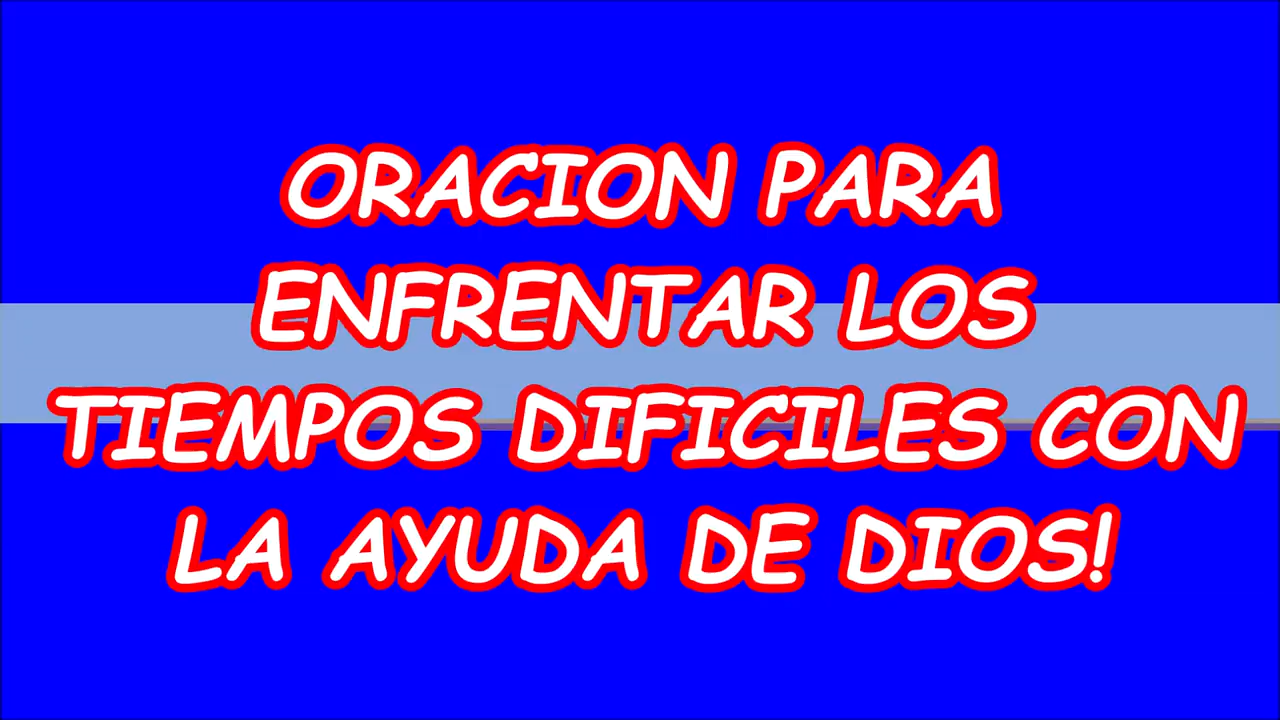 ORACION PARA
ENFRENTAR LOS
TIEMPOS DIFICILES CON
LA AYUDA DE DIOS!